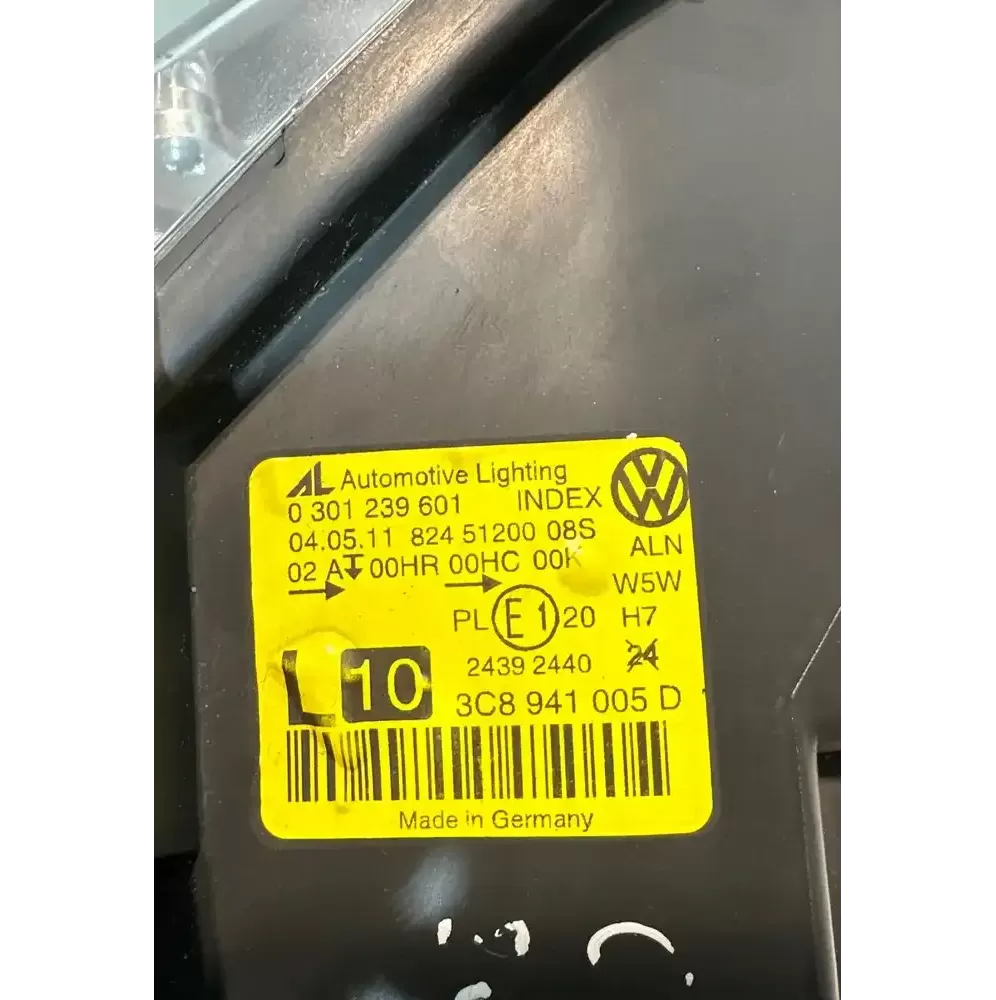 AL Automotive Lighting
0 301 239 601 INDEX
04.05.11 824 51200 08S
ALN
02 A 00HR 00HC 00K
W5W
PL E1 20 H7
2439 2440 24
L 10
3C8 941 005 D
Made in Germany